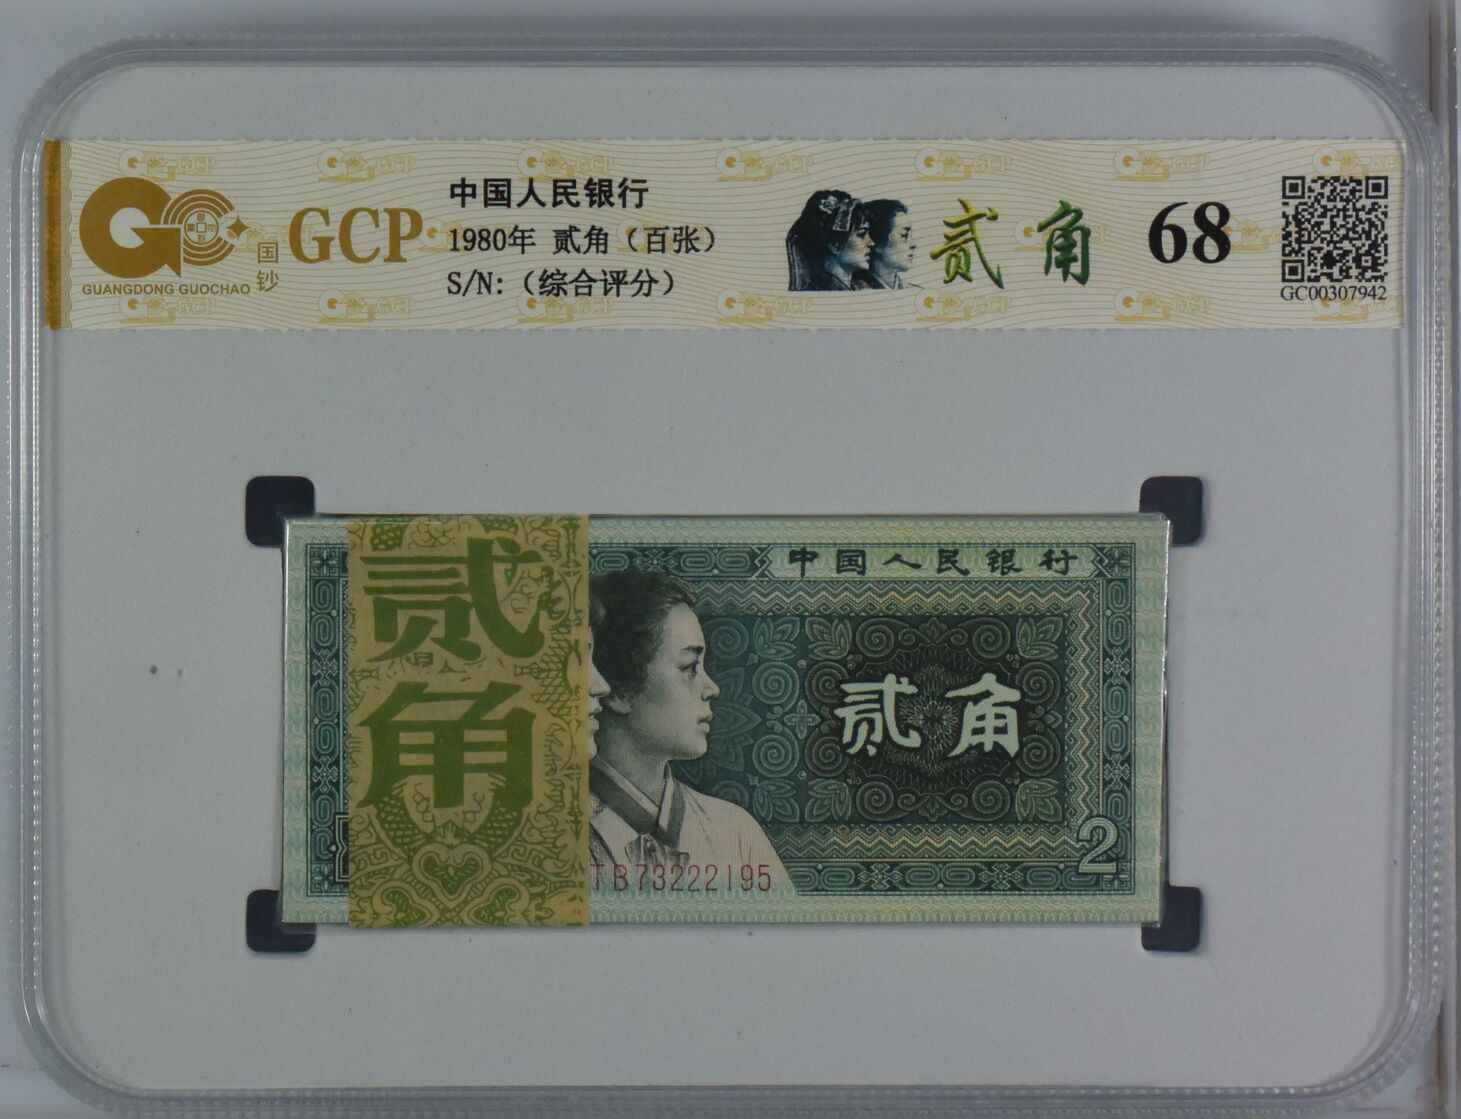 国钞
GUANGDONG GUOCHAO
GCP
中国人民银行
1980年 贰角（百张）
S/N:（综合评分）
贰角
68
GC00307942
贰角
中国人民银行
贰角
2
TB73222195